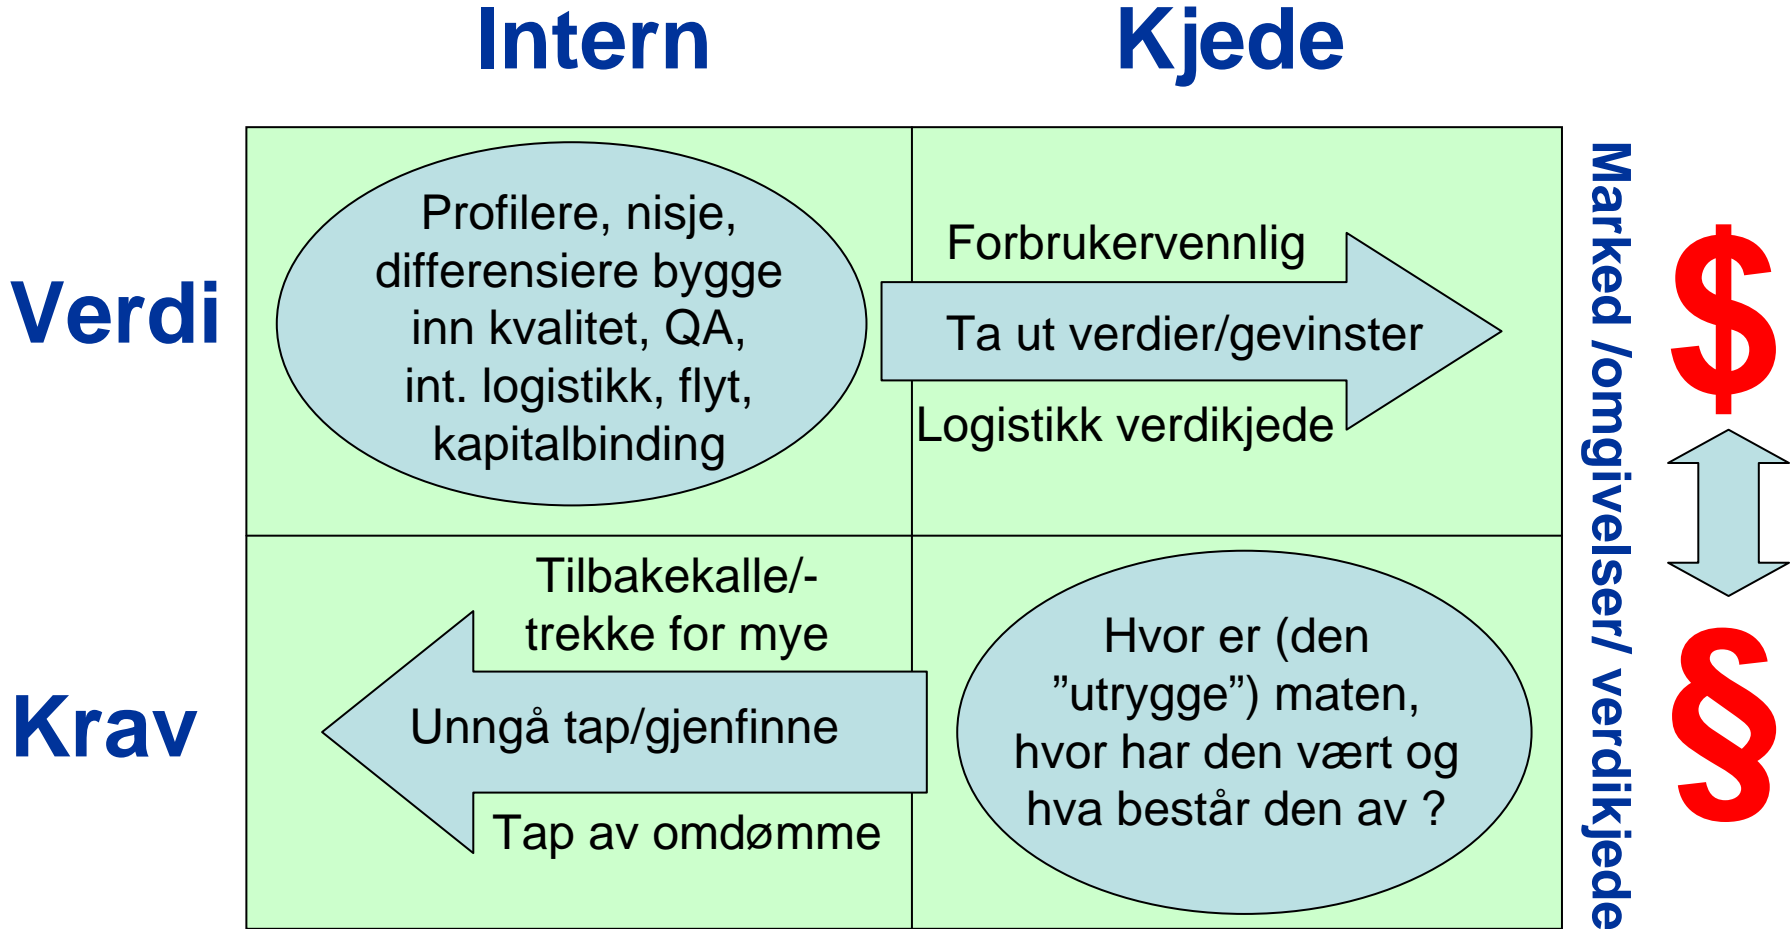 Intern
Kjede
Verdi
Profilere, nisje,
differensiere bygge
inn kvalitet, QA,
int. logistikk, flyt,
kapitalbinding
Forbrukervennlig
Ta ut verdier/gevinster
Logistikk verdikjede
Krav
Tilbakekalle/-
trekke for mye
Unngå tap/gjenfinne
Tap av omdømme
Hvor er (den
”utrygge”) maten,
hvor har den vært og
hva består den av ?
Marked /omgivelser/ verdikjede
$
§